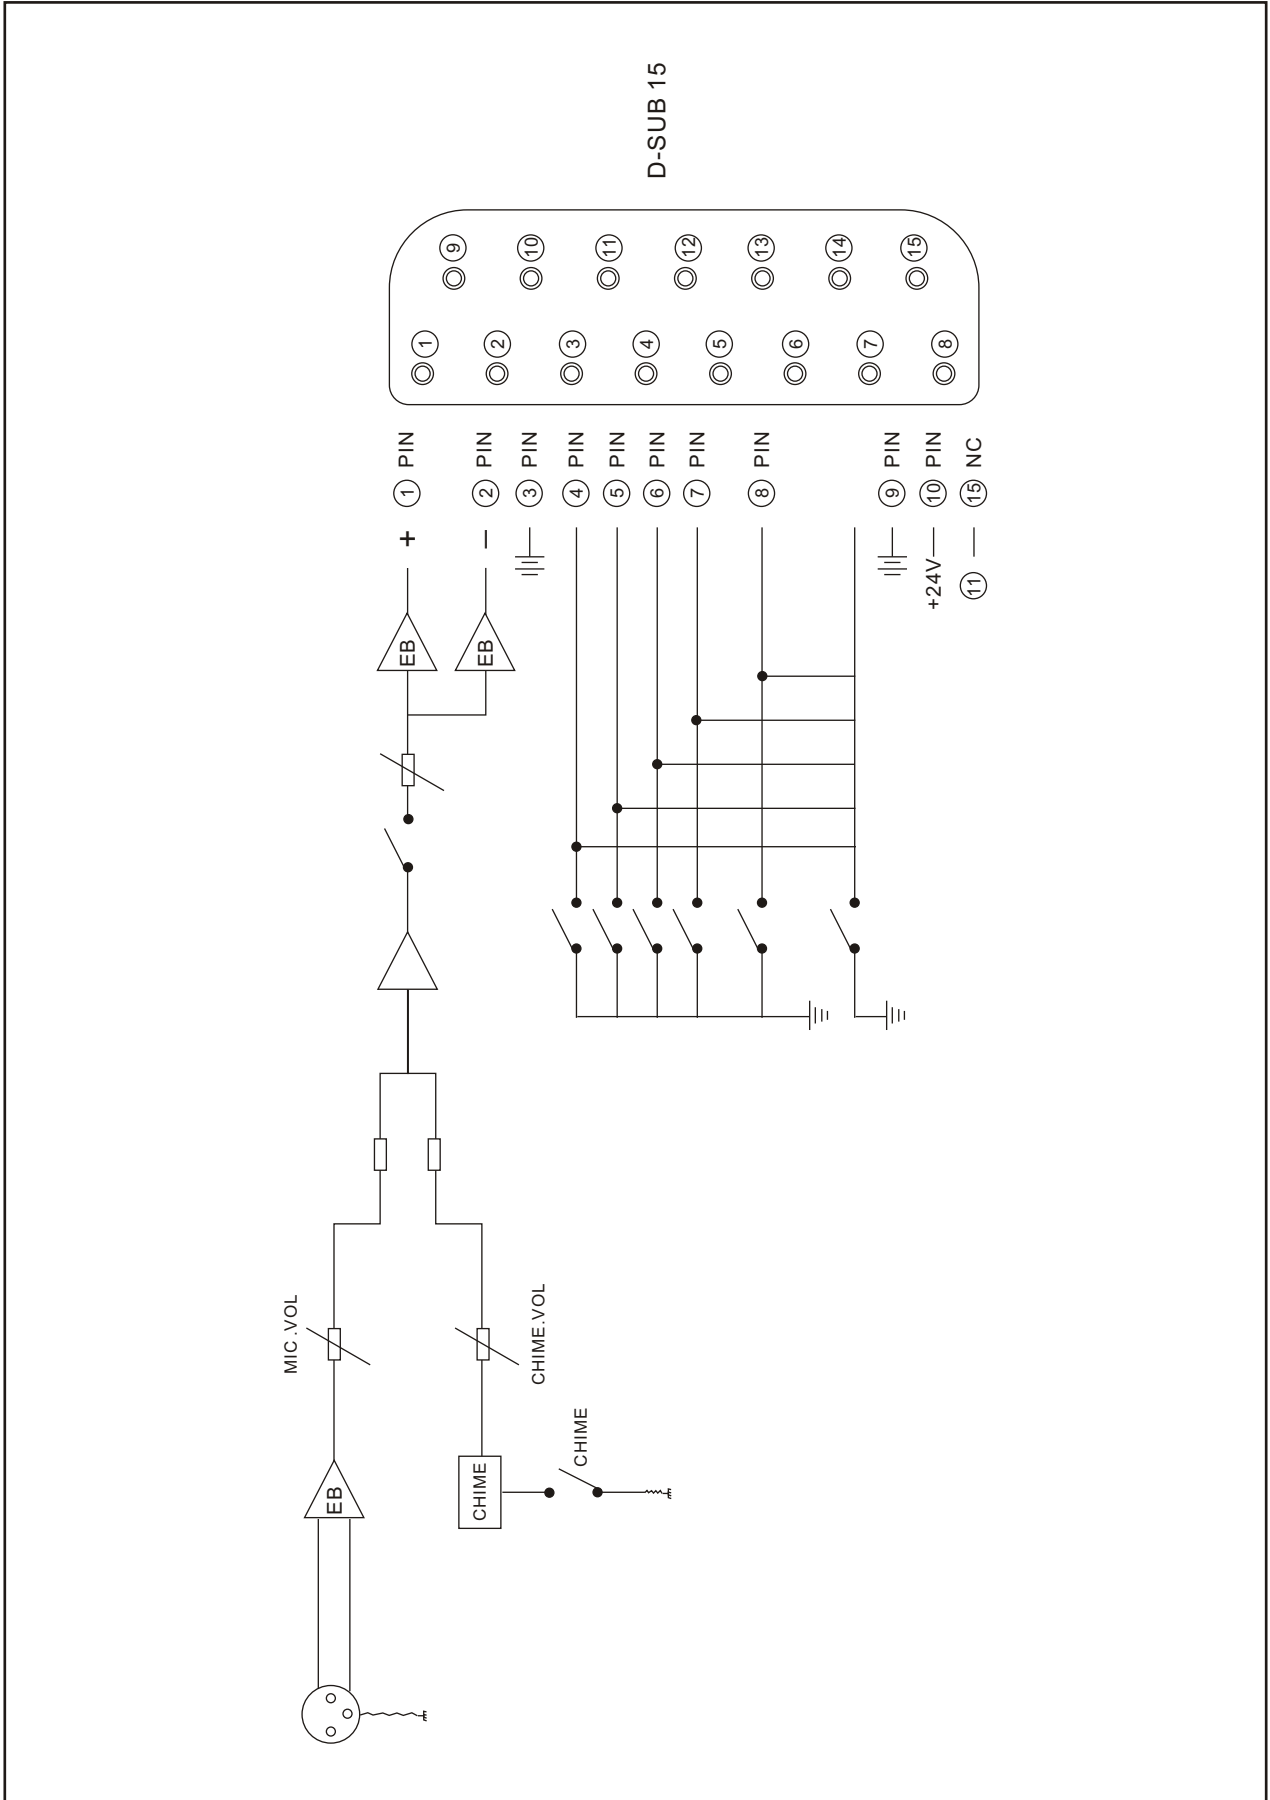 MIC .VOL
EB
CHIME
CHIME.VOL
CHIME
EB
EB
+ 1 PIN
− 2 PIN
3 PIN
4 PIN
5 PIN
6 PIN
7 PIN
8 PIN
9 PIN
+24V 10 PIN
11 — 15 NC
1
2
3
4
5
6
7
8
9
10
11
12
13
14
15
D-SUB 15